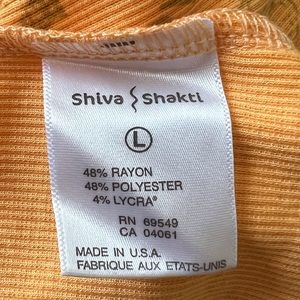 Shiva Shakti
L
48% RAYON
48% POLYESTER
4% LYCRA®
RN 69549
CA 04061
MADE IN U.S.A.
FABRIQUE AUX ETATS-UNIS